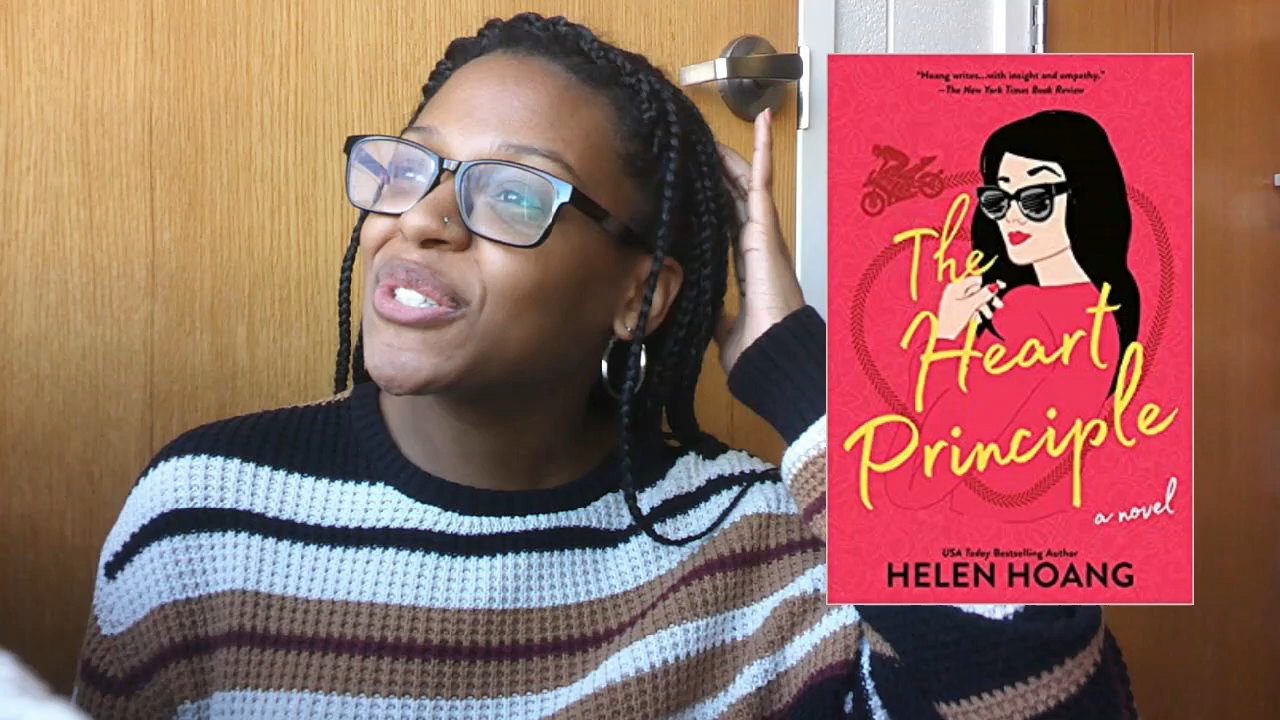 "Hoang writes...with insight and empathy."
—The New York Times Book Review
The
Heart
Principle
a novel
USA Today Bestselling Author
HELEN HOANG